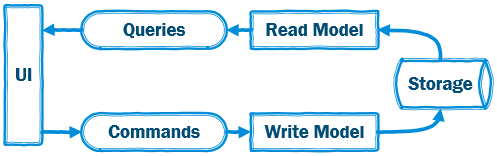 Queries
Read Model
UI
Storage
Commands
Write Model